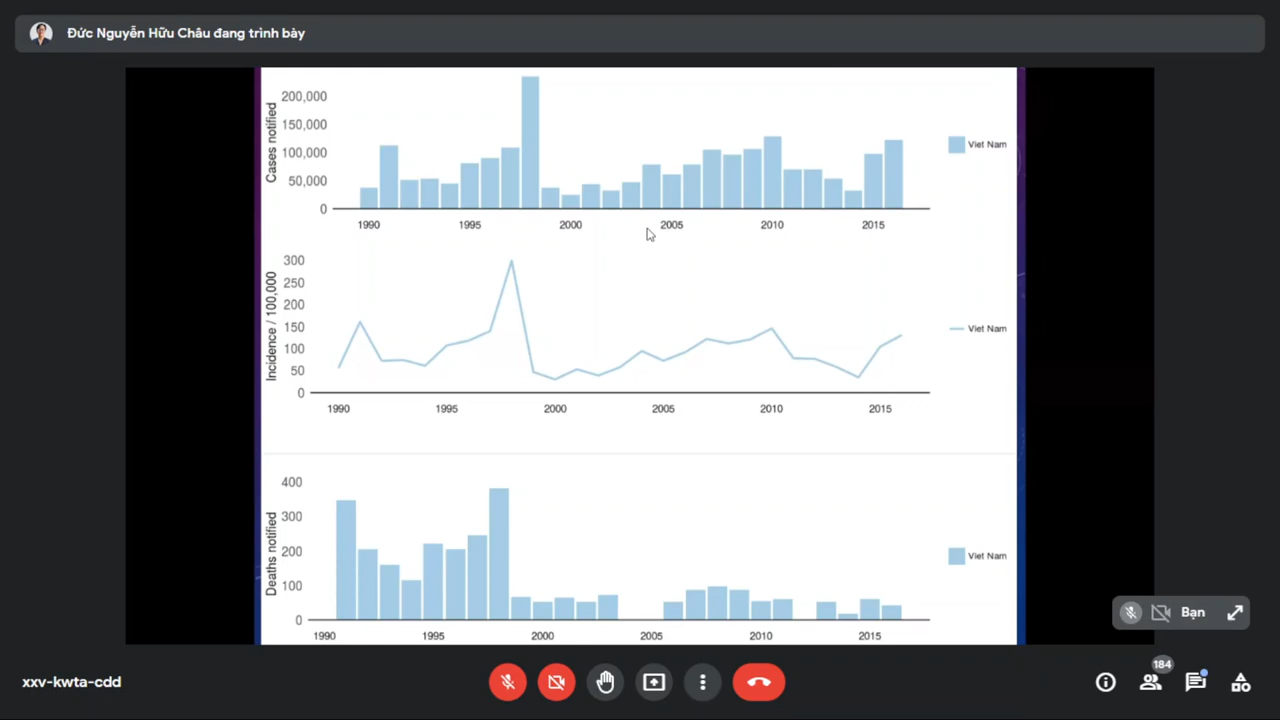 Đức Nguyễn Hữu Châu đang trình bày
Cases notified
200,000
150,000
100,000
50,000
0
1990 1995 2000 2005 2010 2015
Viet Nam
Incidence / 100,000
300
250
200
150
100
50
0
1990 1995 2000 2005 2010 2015
Viet Nam
Deaths notified
400
300
200
100
0
1990 1995 2000 2005 2010 2015
Viet Nam
Bạn
xxv-kwta-cdd
184